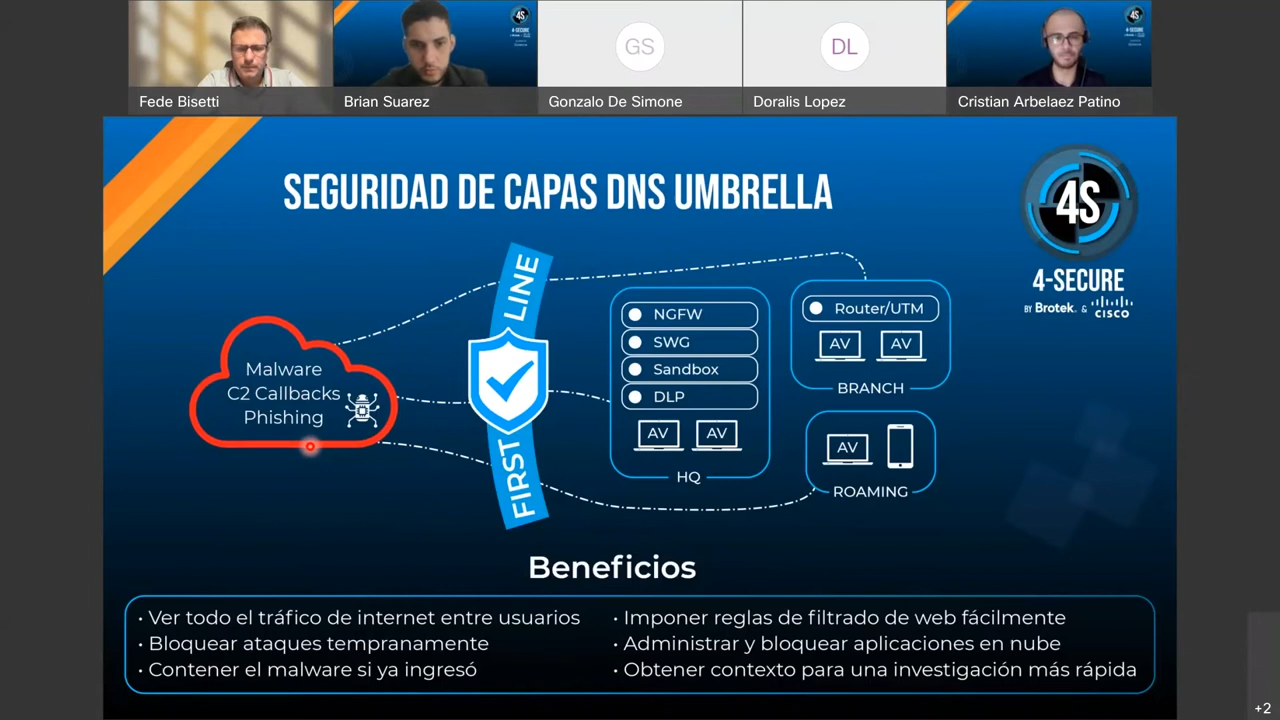 GS
DL
Fede Bisetti
Brian Suarez
Gonzalo De Simone
Doralis Lopez
Cristian Arbelaez Patino
SEGURIDAD DE CAPAS DNS UMBRELLA
4S
4-SECURE
BY Brotek. & CISCO
Malware
C2 Callbacks
Phishing
FIRST LINE
NGFW
SWG
Sandbox
DLP
AV AV
HQ
Router/UTM
AV AV
BRANCH
AV
ROAMING
Beneficios
· Ver todo el tráfico de internet entre usuarios
· Bloquear ataques tempranamente
· Contener el malware si ya ingresó
· Imponer reglas de filtrado de web fácilmente
· Administrar y bloquear aplicaciones en nube
· Obtener contexto para una investigación más rápida
+2